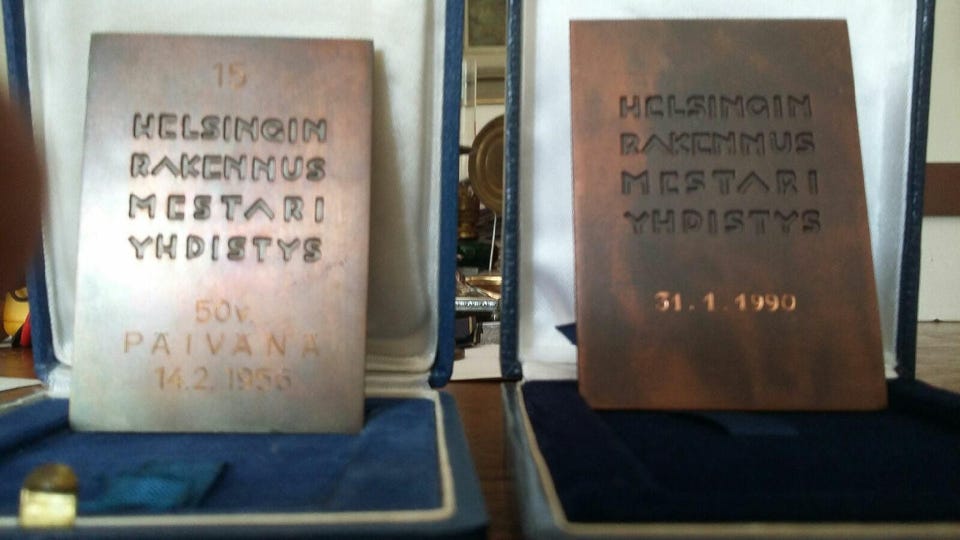 15
HELSINGIN
RAKENNUS
MESTARI
YHDISTYS
50v.
PÄIVÄNÄ
14.2. 1956
HELSINGIN
RAKENNUS
MESTARI
YHDISTYS
31.1.1990